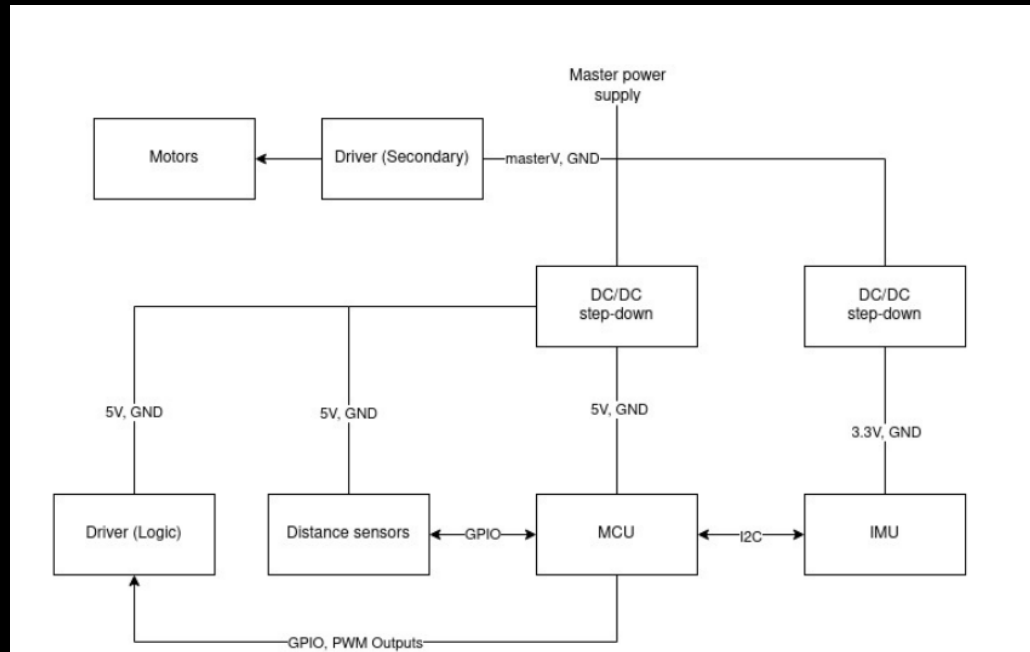 Master power
supply
Motors
Driver (Secondary)
masterV, GND
DC/DC
step-down
DC/DC
step-down
5V, GND
5V, GND
5V, GND
3.3V, GND
Driver (Logic)
Distance sensors
GPIO
MCU
I2C
IMU
GPIO, PWM Outputs